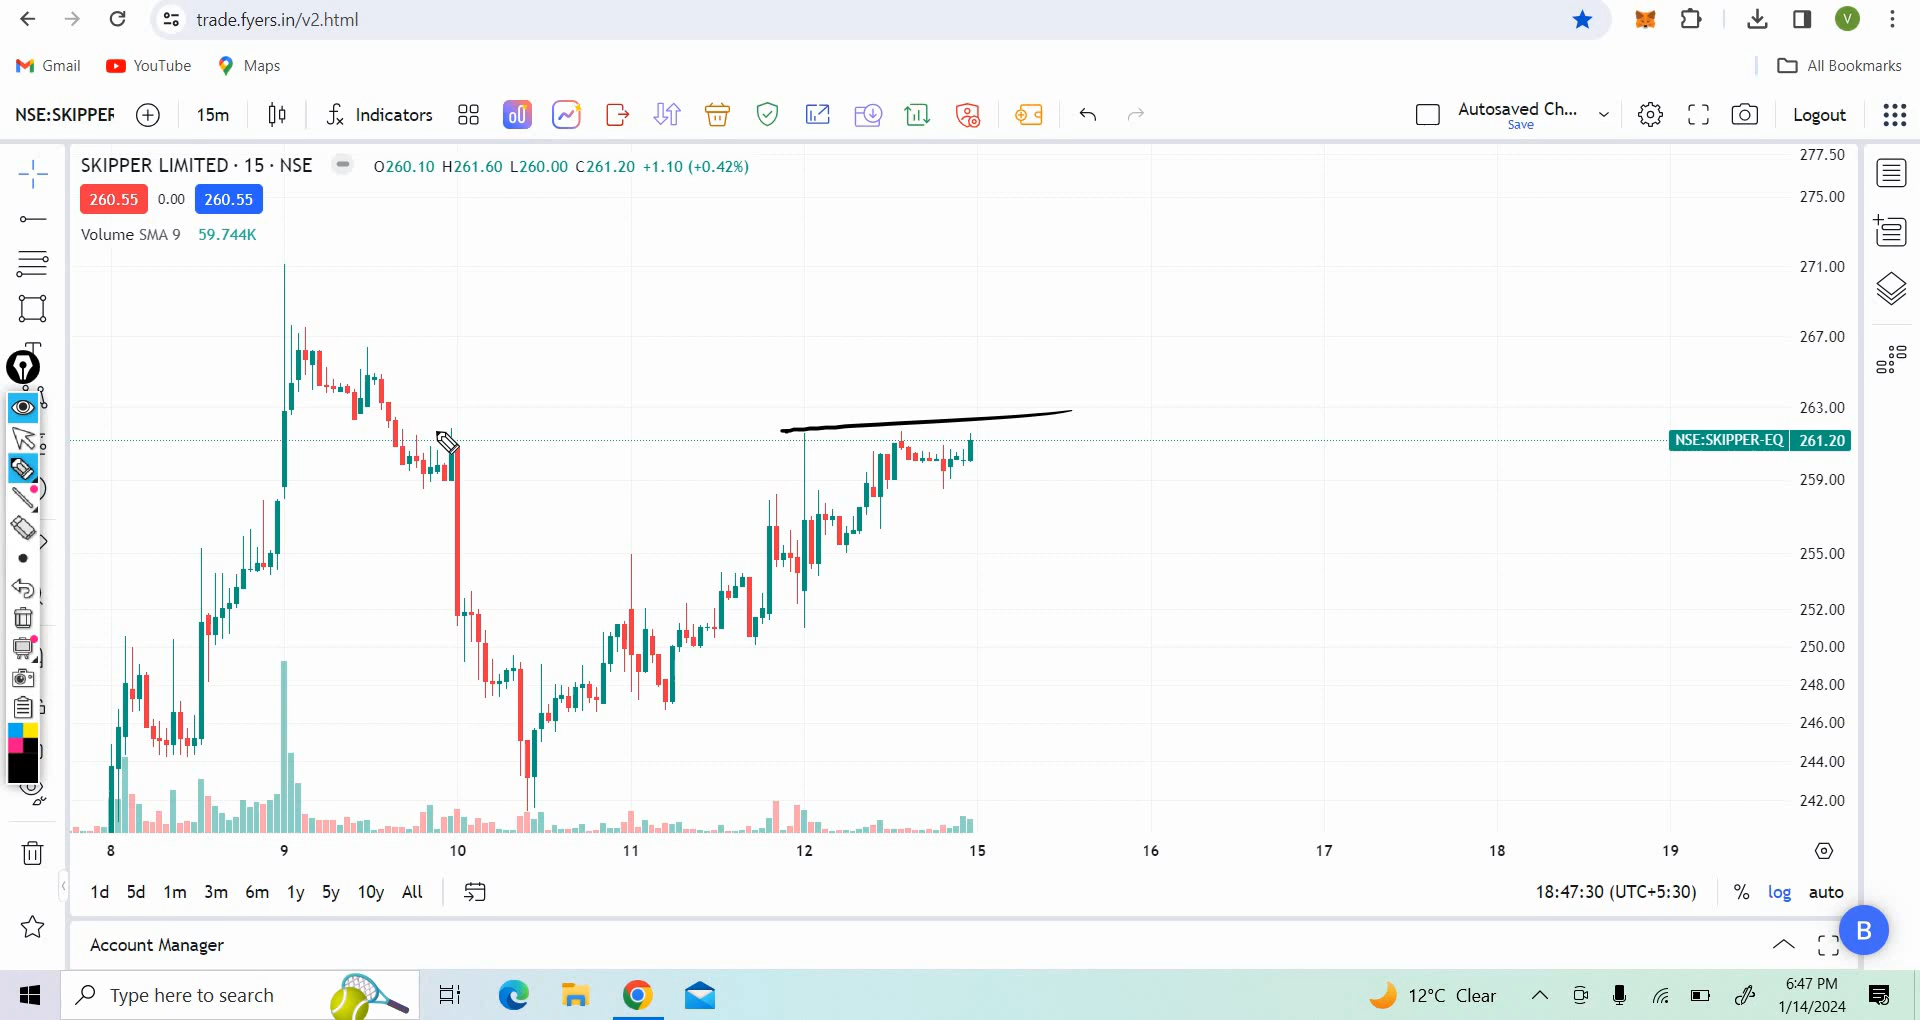 trade.fyers.in/v2.html
V
Gmail YouTube Maps
All Bookmarks
NSE:SKIPPER 15m Indicators Autosaved Ch... Save Logout
SKIPPER LIMITED · 15 · NSE O260.10 H261.60 L260.00 C261.20 +1.10 (+0.42%)
260.55 0.00 260.55
Volume SMA 9 59.744K
277.50
275.00
271.00
267.00
263.00
NSE:SKIPPER-EQ 261.20
259.00
255.00
252.00
250.00
248.00
246.00
244.00
242.00
8 9 10 11 12 15 16 17 18 19
1d 5d 1m 3m 6m 1y 5y 10y All 18:47:30 (UTC+5:30) % log auto
B
Account Manager
Type here to search 12°C Clear 6:47 PM
1/14/2024